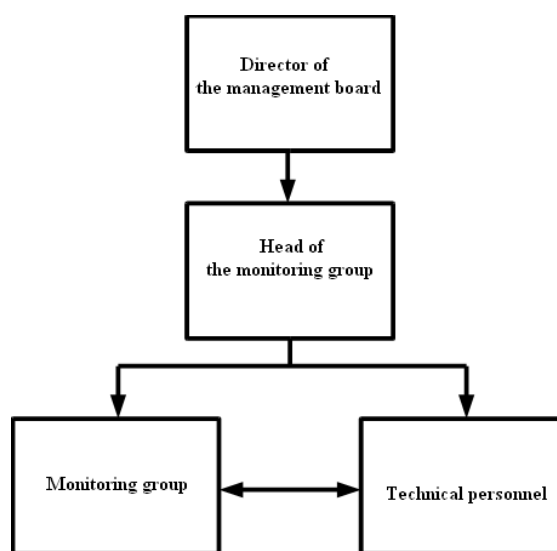 Director of
the management board
Head of
the monitoring group
Monitoring group
Technical personnel